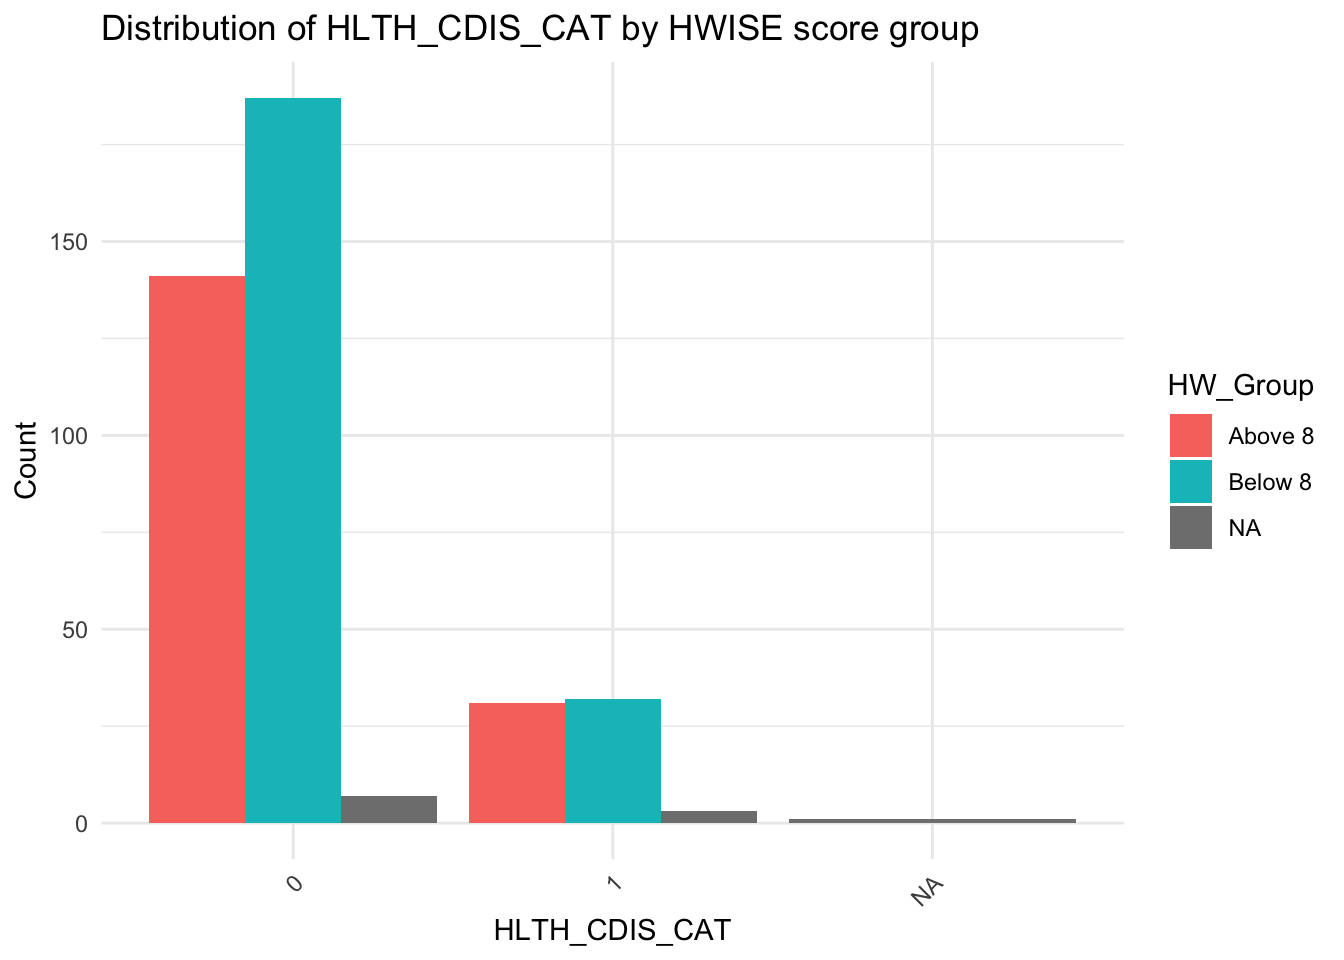 Distribution of HLTH_CDIS_CAT by HWISE score group
Count
150
100
50
0
0
1
NA
HLTH_CDIS_CAT
HW_Group
Above 8
Below 8
NA